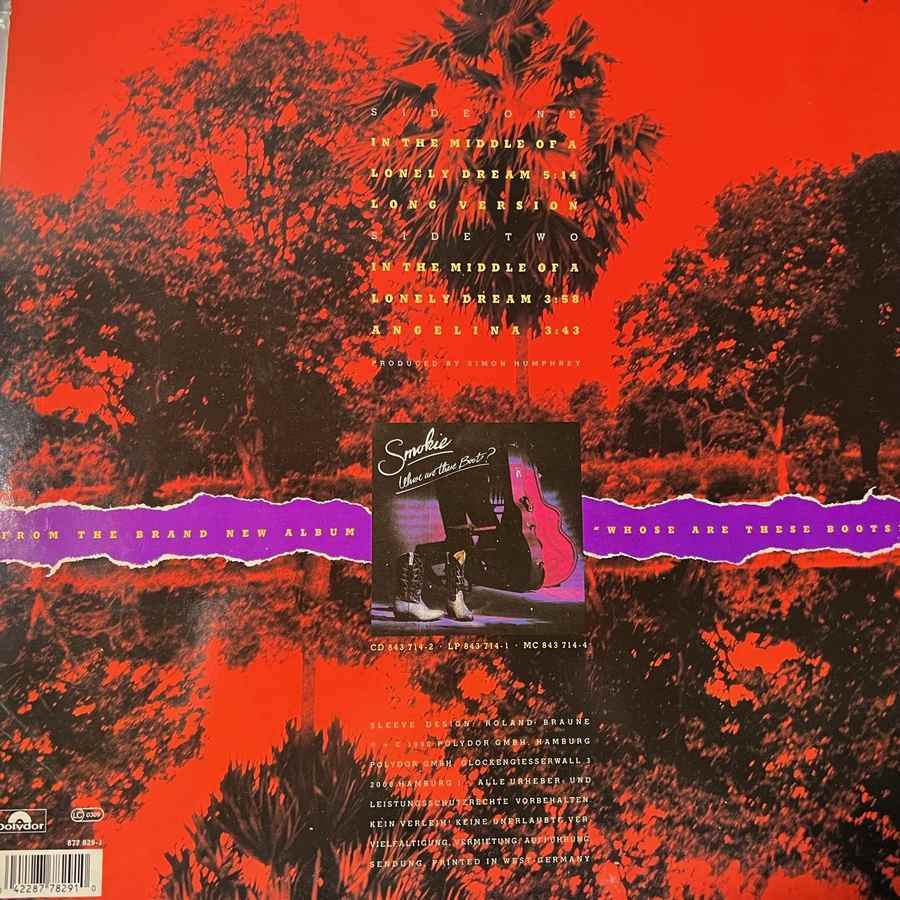 SIDE ONE
IN THE MIDDLE OF A
LONELY DREAM 5:14
LONG VERSION
SIDE TWO
IN THE MIDDLE OF A
LONELY DREAM 3:58
ANGELINA 3:43
PRODUCED BY SIMON HUMPHREY
Smokie
Whose are these Boots?
FROM THE BRAND NEW ALBUM
"WHOSE ARE THESE BOOTS?
CD 843 714-2 · LP 843 714-1 · MC 843 714-4
SLEEVE DESIGN: ROLAND BRAUNE
1990 POLYDOR GMBH, HAMBURG
POLYDOR GMBH, GLOCKENGIESSERWALL 3
2000 HAMBURG 1 · ALLE URHEBER- UND
LEISTUNGSSCHUTZRECHTE VORBEHALTEN
KEIN VERLEIH! KEINE UNERLAUBTE VER
VIELFÄLTIGUNG, VERMIETUNG, AUFFÜHRUNG,
SENDUNG. PRINTED IN WEST-GERMANY
polydor
LC 0309
877 829-1
0 42287 78291 0